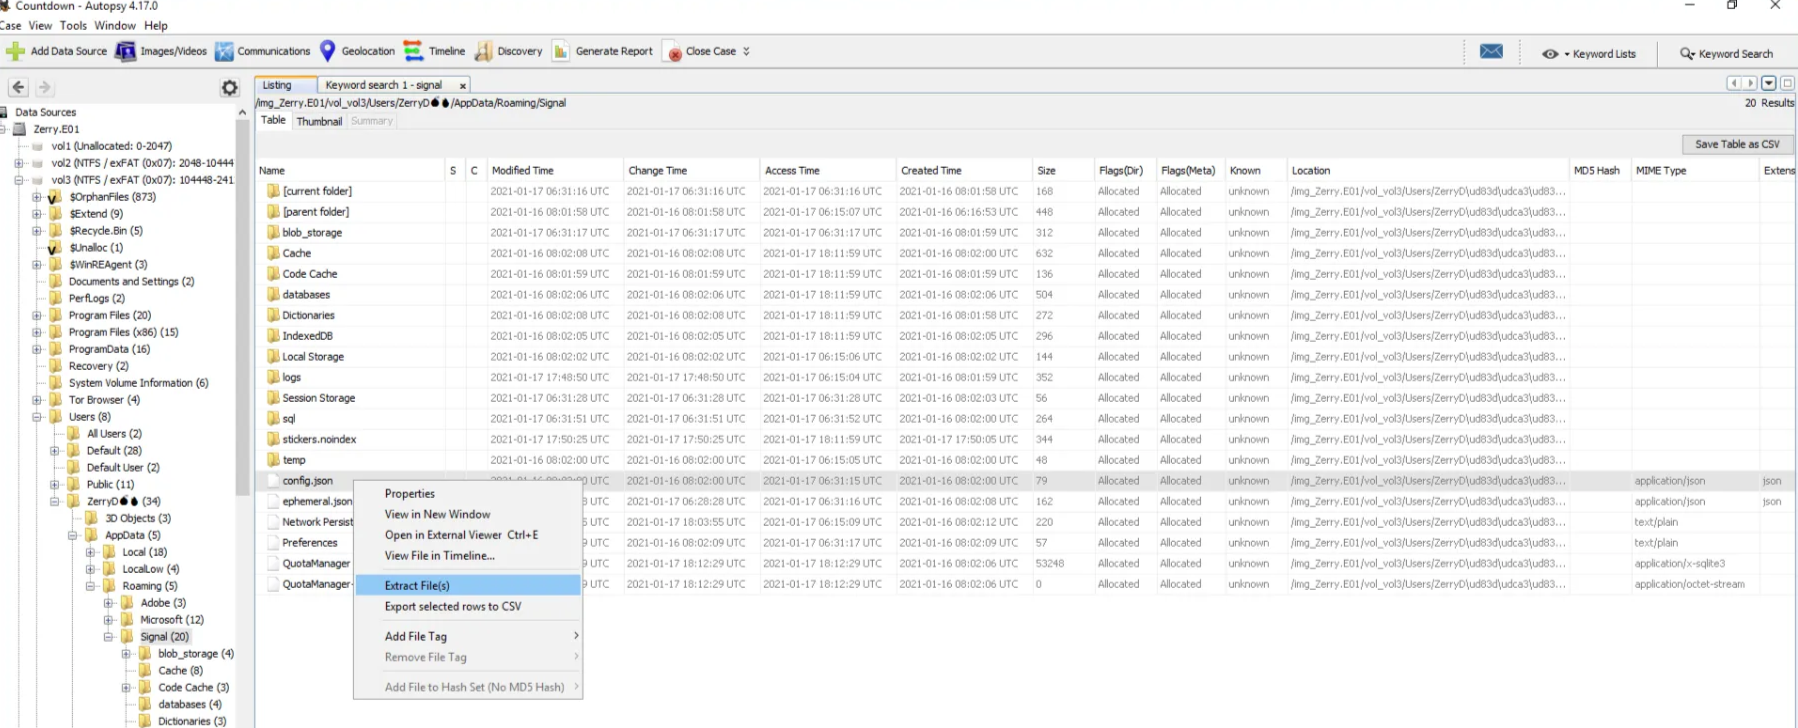 Countdown - Autopsy 4.17.0
Case View Tools Window Help
Add Data Source Images/Videos Communications Geolocation Timeline Discovery Generate Report Close Case Keyword Lists Keyword Search
Listing Keyword search 1 - signal x
/img_Zerry.E01/vol_vol3/Users/ZerryD💣💣/AppData/Roaming/Signal
20 Results
Table Thumbnail Summary
Save Table as CSV
Data Sources
Zerry.E01
vol1 (Unallocated: 0-2047)
vol2 (NTFS / exFAT (0x07): 2048-10444
vol3 (NTFS / exFAT (0x07): 104448-241
$OrphanFiles (873)
$Extend (9)
$Recycle.Bin (5)
$Unalloc (1)
$WinREAgent (3)
Documents and Settings (2)
PerfLogs (2)
Program Files (20)
Program Files (x86) (15)
ProgramData (16)
Recovery (2)
System Volume Information (6)
Tor Browser (4)
Users (8)
All Users (2)
Default (28)
Default User (2)
Public (11)
ZerryD💣💣 (34)
3D Objects (3)
AppData (5)
Local (18)
LocalLow (4)
Roaming (5)
Adobe (3)
Microsoft (12)
Signal (20)
blob_storage (4)
Cache (8)
Code Cache (3)
databases (4)
Dictionaries (3)
Name S C Modified Time Change Time Access Time Created Time Size Flags(Dir) Flags(Meta) Known Location MD5 Hash MIME Type Extens
[current folder] 2021-01-17 06:31:16 UTC 2021-01-17 06:31:16 UTC 2021-01-17 06:31:16 UTC 2021-01-16 08:01:58 UTC 168 Allocated Allocated unknown /img_Zerry.E01/vol_vol3/Users/ZerryD\ud83d\udca3\ud83...
[parent folder] 2021-01-16 08:01:58 UTC 2021-01-16 08:01:58 UTC 2021-01-17 06:15:07 UTC 2021-01-16 06:16:53 UTC 448 Allocated Allocated unknown /img_Zerry.E01/vol_vol3/Users/ZerryD\ud83d\udca3\ud83...
blob_storage 2021-01-17 06:31:17 UTC 2021-01-17 06:31:17 UTC 2021-01-17 06:31:17 UTC 2021-01-16 08:01:59 UTC 312 Allocated Allocated unknown /img_Zerry.E01/vol_vol3/Users/ZerryD\ud83d\udca3\ud83...
Cache 2021-01-16 08:02:08 UTC 2021-01-16 08:02:08 UTC 2021-01-17 18:11:59 UTC 2021-01-16 08:02:00 UTC 632 Allocated Allocated unknown /img_Zerry.E01/vol_vol3/Users/ZerryD\ud83d\udca3\ud83...
Code Cache 2021-01-16 08:01:59 UTC 2021-01-16 08:01:59 UTC 2021-01-17 18:11:59 UTC 2021-01-16 08:01:59 UTC 136 Allocated Allocated unknown /img_Zerry.E01/vol_vol3/Users/ZerryD\ud83d\udca3\ud83...
databases 2021-01-16 08:02:06 UTC 2021-01-16 08:02:06 UTC 2021-01-17 18:11:59 UTC 2021-01-16 08:02:06 UTC 504 Allocated Allocated unknown /img_Zerry.E01/vol_vol3/Users/ZerryD\ud83d\udca3\ud83...
Dictionaries 2021-01-16 08:02:08 UTC 2021-01-16 08:02:08 UTC 2021-01-17 18:11:59 UTC 2021-01-16 08:01:58 UTC 272 Allocated Allocated unknown /img_Zerry.E01/vol_vol3/Users/ZerryD\ud83d\udca3\ud83...
IndexedDB 2021-01-16 08:02:05 UTC 2021-01-16 08:02:05 UTC 2021-01-17 18:11:59 UTC 2021-01-16 08:02:05 UTC 296 Allocated Allocated unknown /img_Zerry.E01/vol_vol3/Users/ZerryD\ud83d\udca3\ud83...
Local Storage 2021-01-16 08:02:02 UTC 2021-01-16 08:02:02 UTC 2021-01-17 06:15:06 UTC 2021-01-16 08:02:02 UTC 144 Allocated Allocated unknown /img_Zerry.E01/vol_vol3/Users/ZerryD\ud83d\udca3\ud83...
logs 2021-01-17 17:48:50 UTC 2021-01-17 17:48:50 UTC 2021-01-17 06:15:04 UTC 2021-01-16 08:01:59 UTC 352 Allocated Allocated unknown /img_Zerry.E01/vol_vol3/Users/ZerryD\ud83d\udca3\ud83...
Session Storage 2021-01-17 06:31:28 UTC 2021-01-17 06:31:28 UTC 2021-01-17 06:31:28 UTC 2021-01-16 08:02:03 UTC 56 Allocated Allocated unknown /img_Zerry.E01/vol_vol3/Users/ZerryD\ud83d\udca3\ud83...
sql 2021-01-17 06:31:51 UTC 2021-01-17 06:31:51 UTC 2021-01-17 06:31:52 UTC 2021-01-16 08:02:00 UTC 264 Allocated Allocated unknown /img_Zerry.E01/vol_vol3/Users/ZerryD\ud83d\udca3\ud83...
stickers.noindex 2021-01-17 17:50:25 UTC 2021-01-17 17:50:25 UTC 2021-01-17 18:11:59 UTC 2021-01-17 17:50:05 UTC 344 Allocated Allocated unknown /img_Zerry.E01/vol_vol3/Users/ZerryD\ud83d\udca3\ud83...
temp 2021-01-16 08:02:00 UTC 2021-01-16 08:02:00 UTC 2021-01-17 06:15:05 UTC 2021-01-16 08:02:00 UTC 48 Allocated Allocated unknown /img_Zerry.E01/vol_vol3/Users/ZerryD\ud83d\udca3\ud83...
config.json 2021-01-16 08:02:00 UTC 2021-01-17 06:31:15 UTC 2021-01-16 08:02:00 UTC 79 Allocated Allocated unknown /img_Zerry.E01/vol_vol3/Users/ZerryD\ud83d\udca3\ud83... application/json json
ephemeral.json 8 UTC 2021-01-17 06:28:28 UTC 2021-01-17 06:31:16 UTC 2021-01-16 08:02:08 UTC 162 Allocated Allocated unknown /img_Zerry.E01/vol_vol3/Users/ZerryD\ud83d\udca3\ud83... application/json json
Network Persist 5 UTC 2021-01-17 18:03:55 UTC 2021-01-17 06:15:09 UTC 2021-01-16 08:02:12 UTC 220 Allocated Allocated unknown /img_Zerry.E01/vol_vol3/Users/ZerryD\ud83d\udca3\ud83... text/plain
Preferences 9 UTC 2021-01-16 08:02:09 UTC 2021-01-17 06:31:17 UTC 2021-01-16 08:02:09 UTC 57 Allocated Allocated unknown /img_Zerry.E01/vol_vol3/Users/ZerryD\ud83d\udca3\ud83... text/plain
QuotaManager 9 UTC 2021-01-17 18:12:29 UTC 2021-01-17 18:12:29 UTC 2021-01-16 08:02:06 UTC 53248 Allocated Allocated unknown /img_Zerry.E01/vol_vol3/Users/ZerryD\ud83d\udca3\ud83... application/x-sqlite3
QuotaManager- 9 UTC 2021-01-17 18:12:29 UTC 2021-01-17 18:12:29 UTC 2021-01-16 08:02:06 UTC 0 Allocated Allocated unknown /img_Zerry.E01/vol_vol3/Users/ZerryD\ud83d\udca3\ud83... application/octet-stream
Properties
View in New Window
Open in External Viewer Ctrl+E
View File in Timeline...
Extract File(s)
Export selected rows to CSV
Add File Tag
Remove File Tag
Add File to Hash Set (No MD5 Hash)